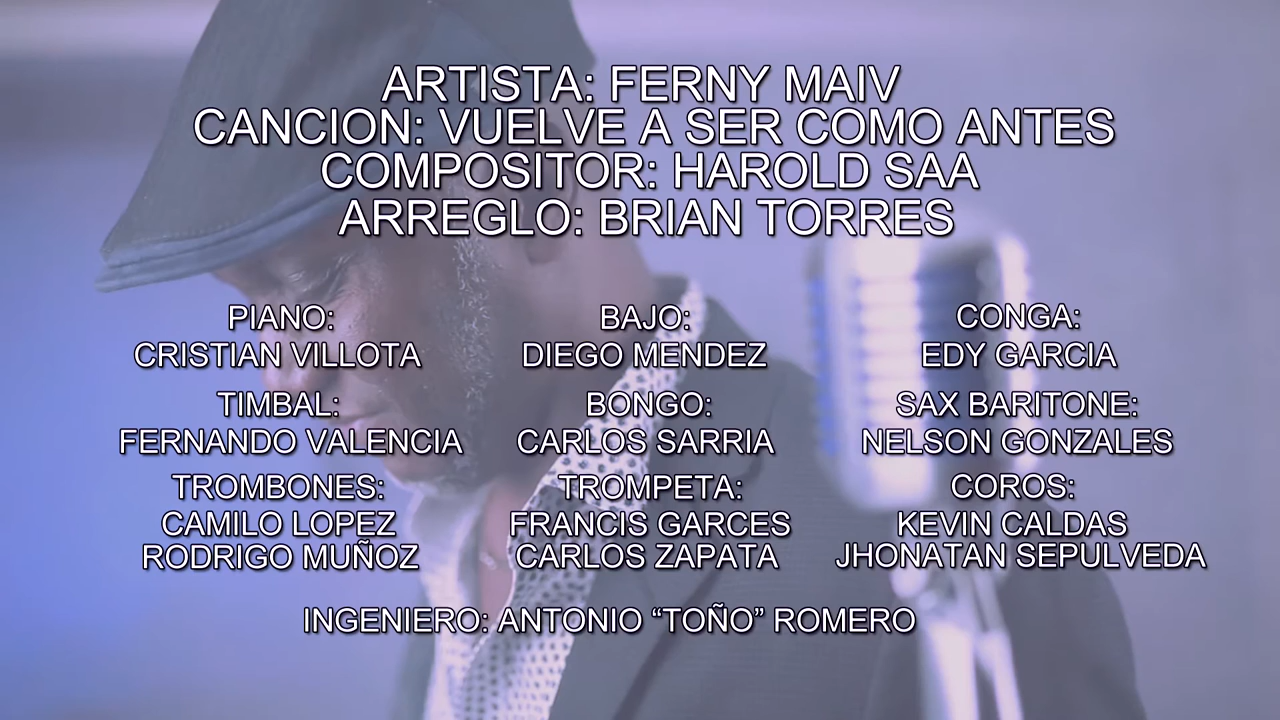 ARTISTA: FERNY MAIV
CANCION: VUELVE A SER COMO ANTES
COMPOSITOR: HAROLD SAA
ARREGLO: BRIAN TORRES
PIANO:
CRISTIAN VILLOTA
BAJO:
DIEGO MENDEZ
CONGA:
EDY GARCIA
TIMBAL:
FERNANDO VALENCIA
BONGO:
CARLOS SARRIA
SAX BARITONE:
NELSON GONZALES
TROMBONES:
CAMILO LOPEZ
RODRIGO MUÑOZ
TROMPETA:
FRANCIS GARCES
CARLOS ZAPATA
COROS:
KEVIN CALDAS
JHONATAN SEPULVEDA
INGENIERO: ANTONIO “TOÑO” ROMERO